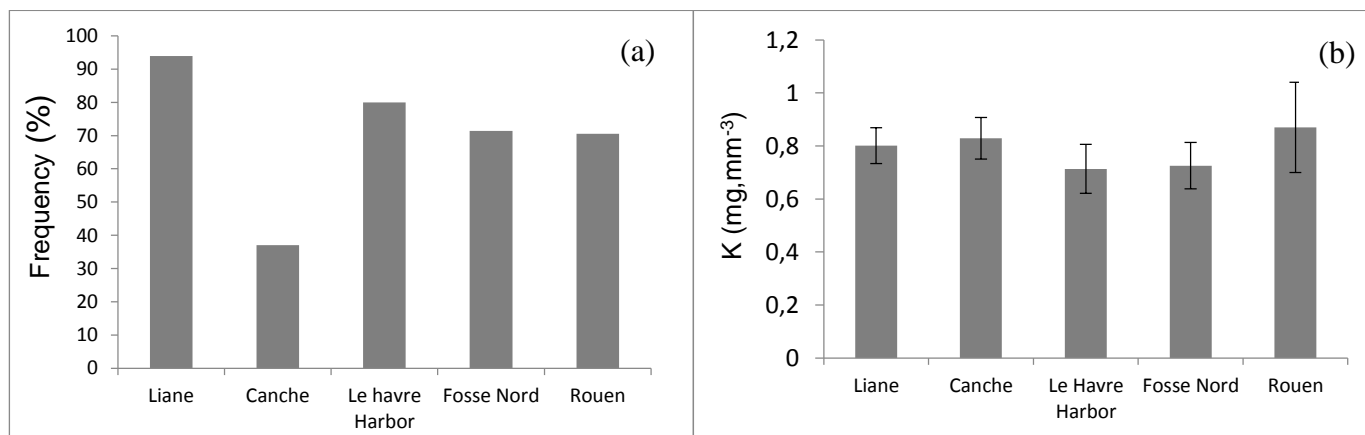 (a)
Frequency (%)
100
90
80
70
60
50
40
30
20
10
0
Liane
Canche
Le havre
Harbor
Fosse Nord
Rouen
(b)
K (mg,mm-3)
1,2
1
0,8
0,6
0,4
0,2
0
Liane
Canche
Le Havre
Harbor
Fosse Nord
Rouen